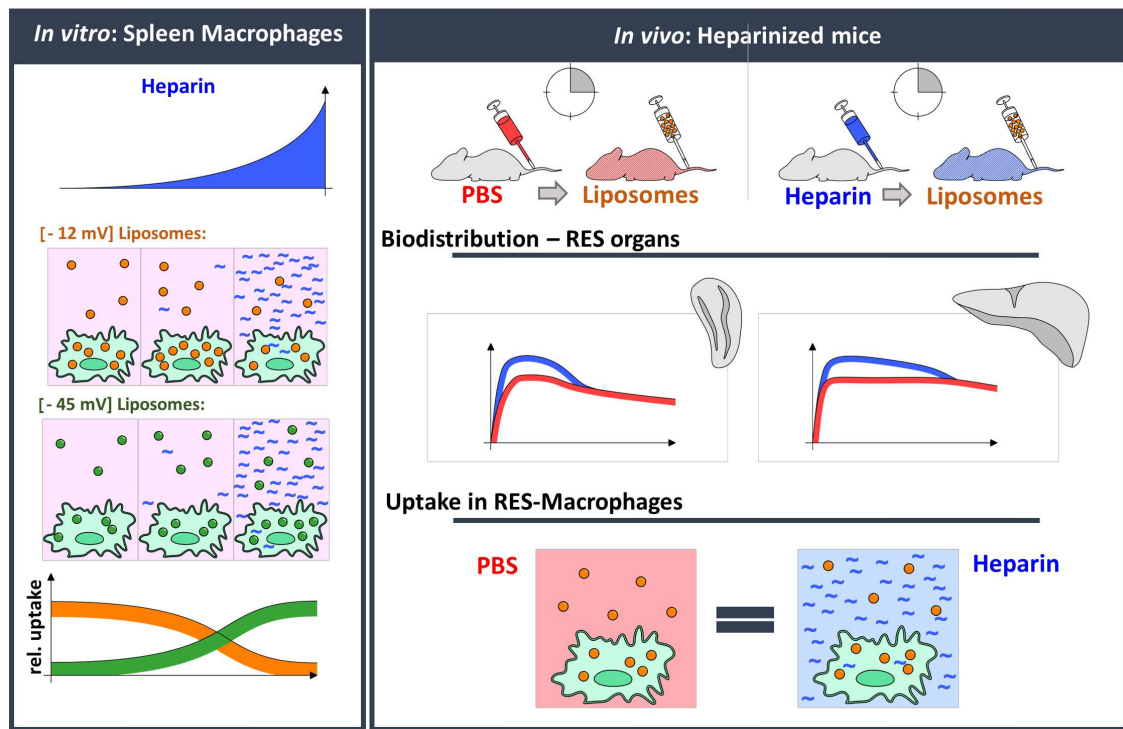 In vitro: Spleen Macrophages
Heparin
[- 12 mV] Liposomes:
[- 45 mV] Liposomes:
rel. uptake
In vivo: Heparinized mice
PBS
Liposomes
Heparin
Liposomes
Biodistribution – RES organs
Uptake in RES-Macrophages
PBS
Heparin